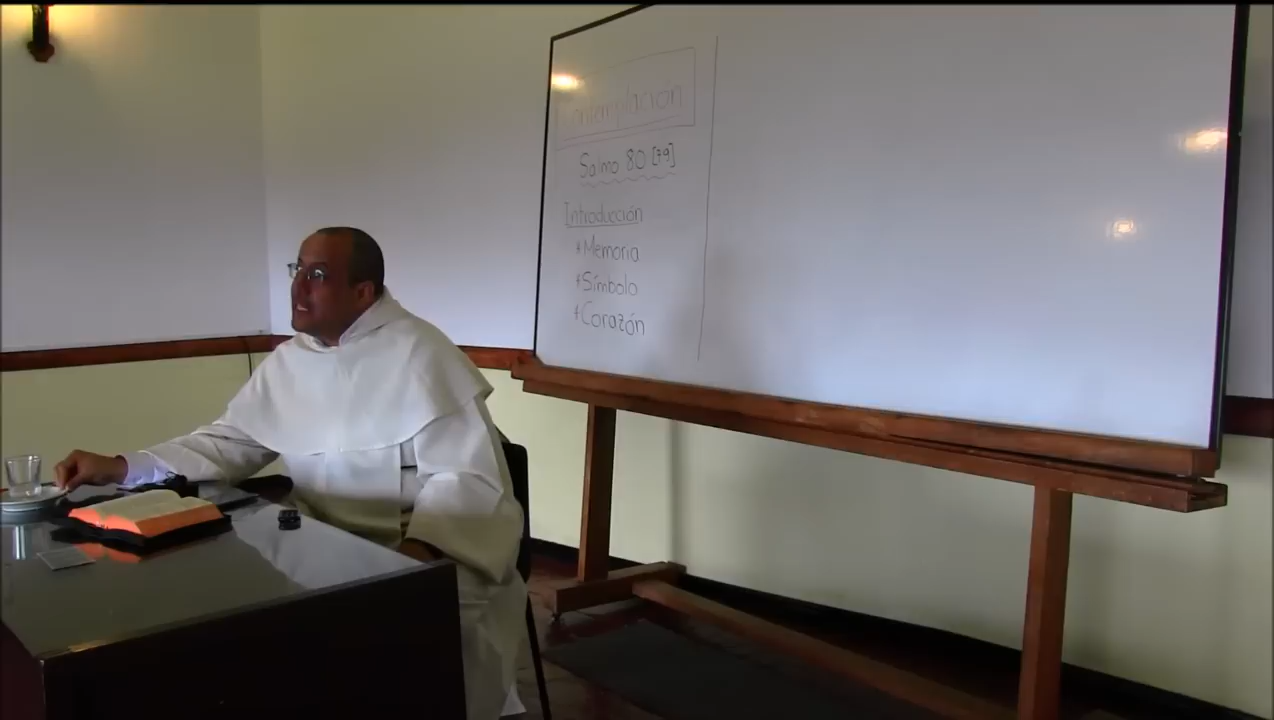 Contemplación
Salmo 80 [79]
Introducción
+Memoria
+Símbolo
+Corazón